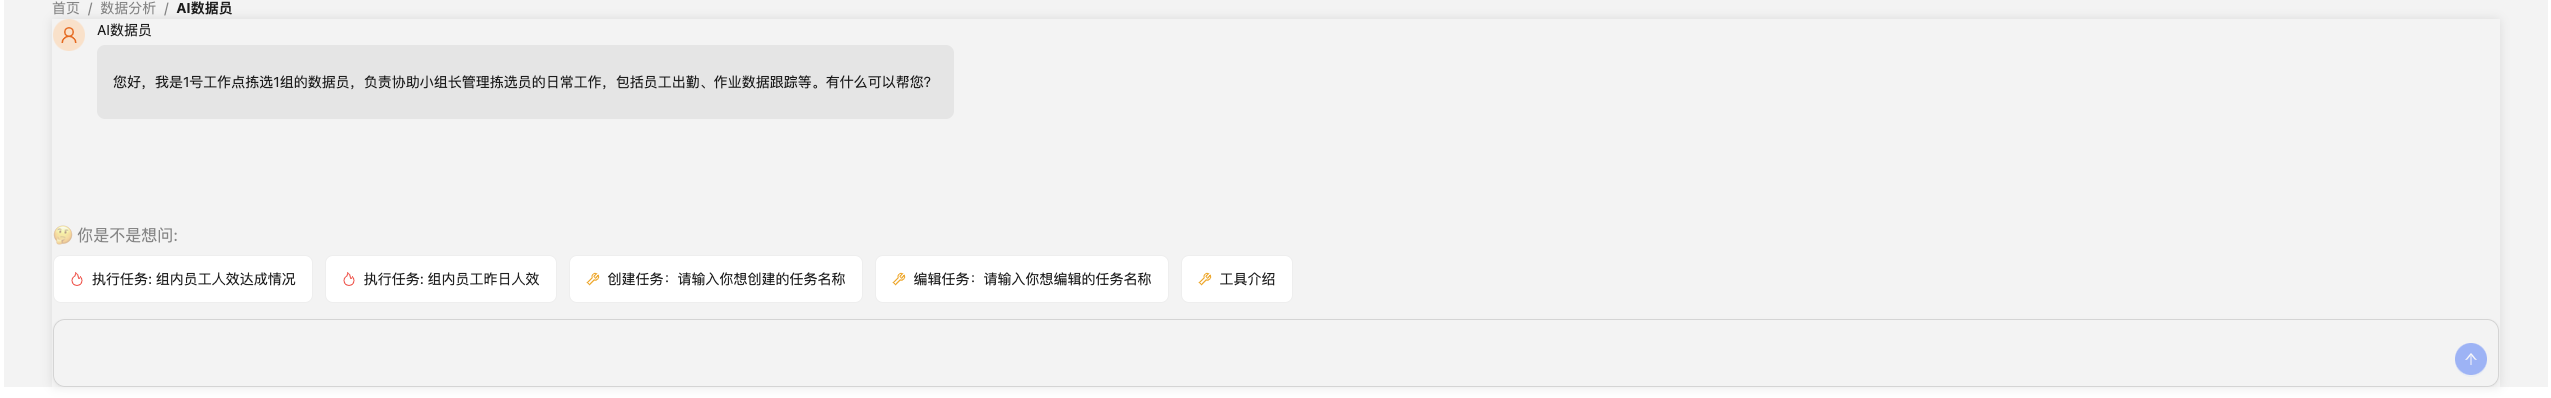 首页 / 数据分析 / AI数据员
AI数据员
您好，我是1号工作点拣选1组的数据员，负责协助小组长管理拣选员的日常工作，包括员工出勤、作业数据跟踪等。有什么可以帮您?
🤔 你是不是想问:
执行任务: 组内员工人效达成情况 执行任务: 组内员工昨日人效 创建任务：请输入你想创建的任务名称 编辑任务：请输入你想编辑的任务名称 工具介绍